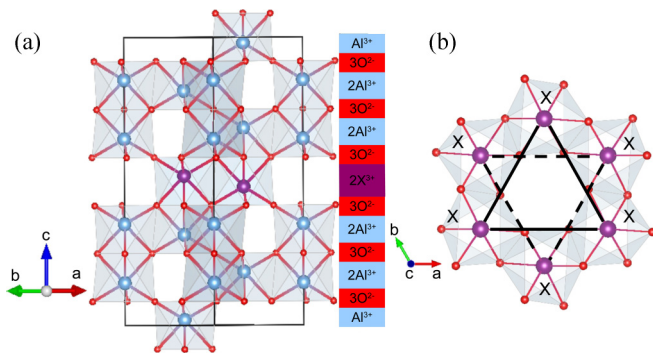 (a)
Al³⁺
3O²⁻
2Al³⁺
3O²⁻
2Al³⁺
3O²⁻
2X³⁺
3O²⁻
2Al³⁺
3O²⁻
2Al³⁺
3O²⁻
Al³⁺
c
b
a
(b)
X
X
X
X
X
X
b
c
a